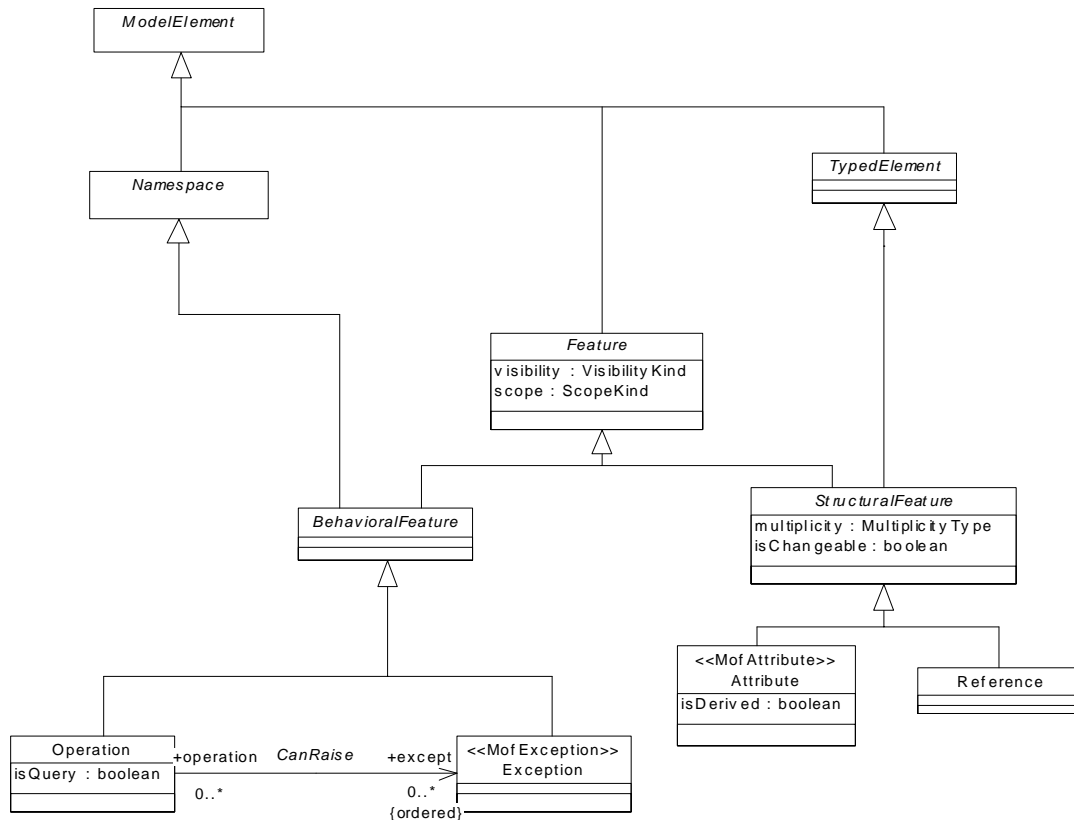 ModelElement
Namespace
TypedElement
Feature
visibility : VisibilityKind
scope : ScopeKind
BehavioralFeature
StructuralFeature
multiplicity : MultiplicityType
isChangeable : boolean
<<MofAttribute>>
Attribute
isDerived : boolean
Reference
Operation
isQuery : boolean
+operation
CanRaise
+except
0..*
0..*
{ordered}
<<MofException>>
Exception